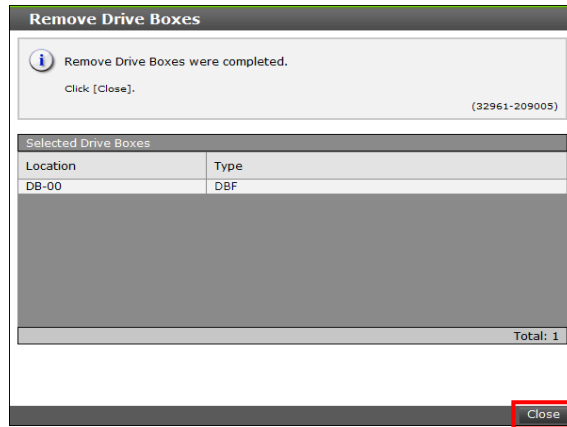 Remove Drive Boxes
Remove Drive Boxes were completed.
Click [Close].
(32961-209005)
Selected Drive Boxes
Location Type
DB-00 DBF
Total: 1
Close